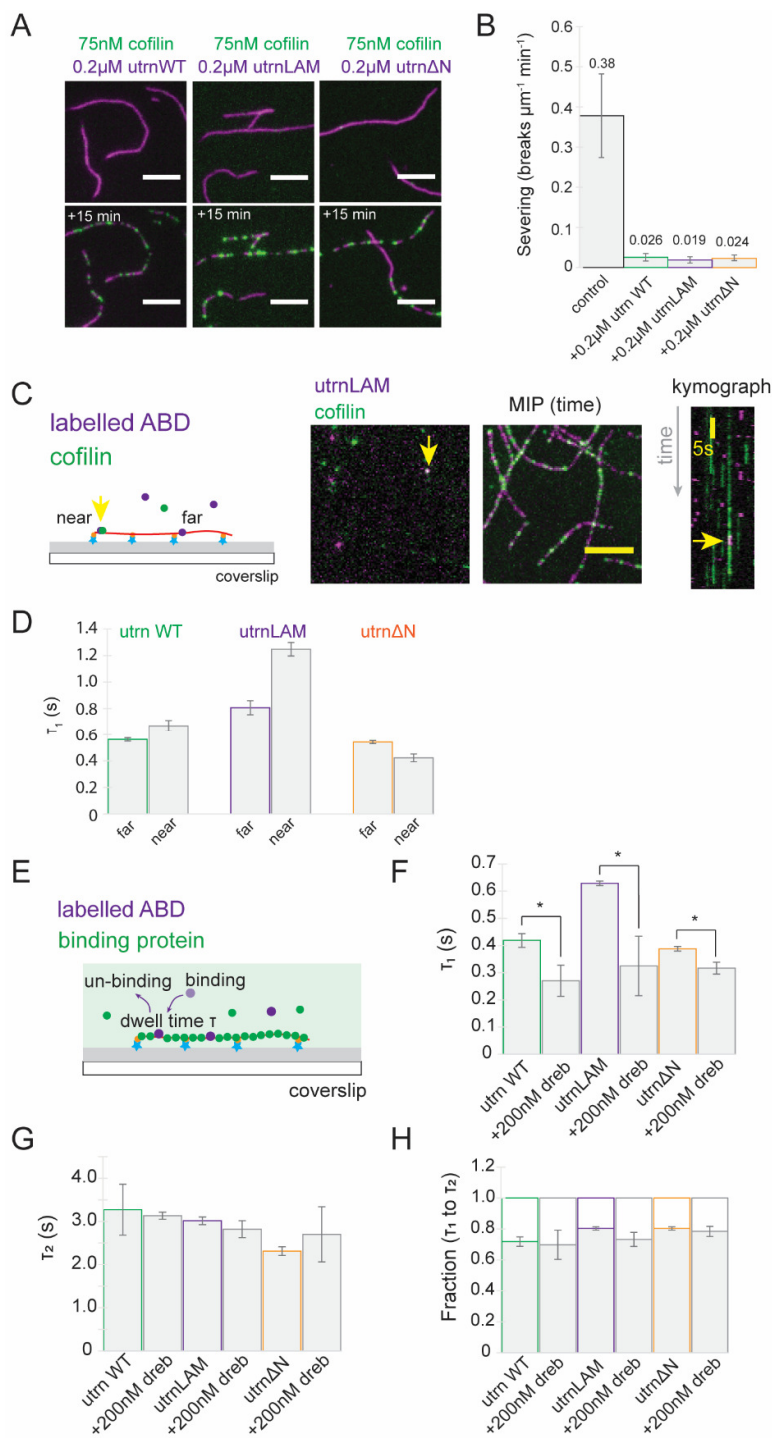 A
75nM cofilin
0.2µM utrnWT
75nM cofilin
0.2µM utrnLAM
75nM cofilin
0.2µM utrnΔN
+15 min
+15 min
+15 min
B
Severing (breaks µm⁻¹ min⁻¹)
0.5
0.4
0.3
0.2
0.1
0
0.38
0.026
0.019
0.024
control
+0.2µM utrn WT
+0.2µM utrnLAM
+0.2µM utrnΔN
C
labelled ABD
cofilin
near
far
coverslip
utrnLAM
cofilin
MIP (time)
kymograph
time
5s
D
utrn WT
utrnLAM
utrnΔN
τ₁ (s)
1.4
1.2
1.0
0.8
0.6
0.4
0
far
near
far
near
far
near
E
labelled ABD
binding protein
un-binding
binding
dwell time τ
coverslip
F
τ₁ (s)
0.7
0.6
0.5
0.4
0.3
0.2
0.1
0
*
*
*
utrn WT
+200nM dreb
utrnLAM
+200nM dreb
utrnΔN
+200nM dreb
G
τ₂ (s)
4.0
3.0
2.0
1.0
0
utrn WT
+200nM dreb
utrnLAM
+200nM dreb
utrnΔN
+200nM dreb
H
Fraction (τ₁ to τ₂)
1.0
1.0
0.8
0.6
0.4
0.2
0
utrn WT
+200nM dreb
utrnLAM
+200nM dreb
utrnΔN
+200nM dreb